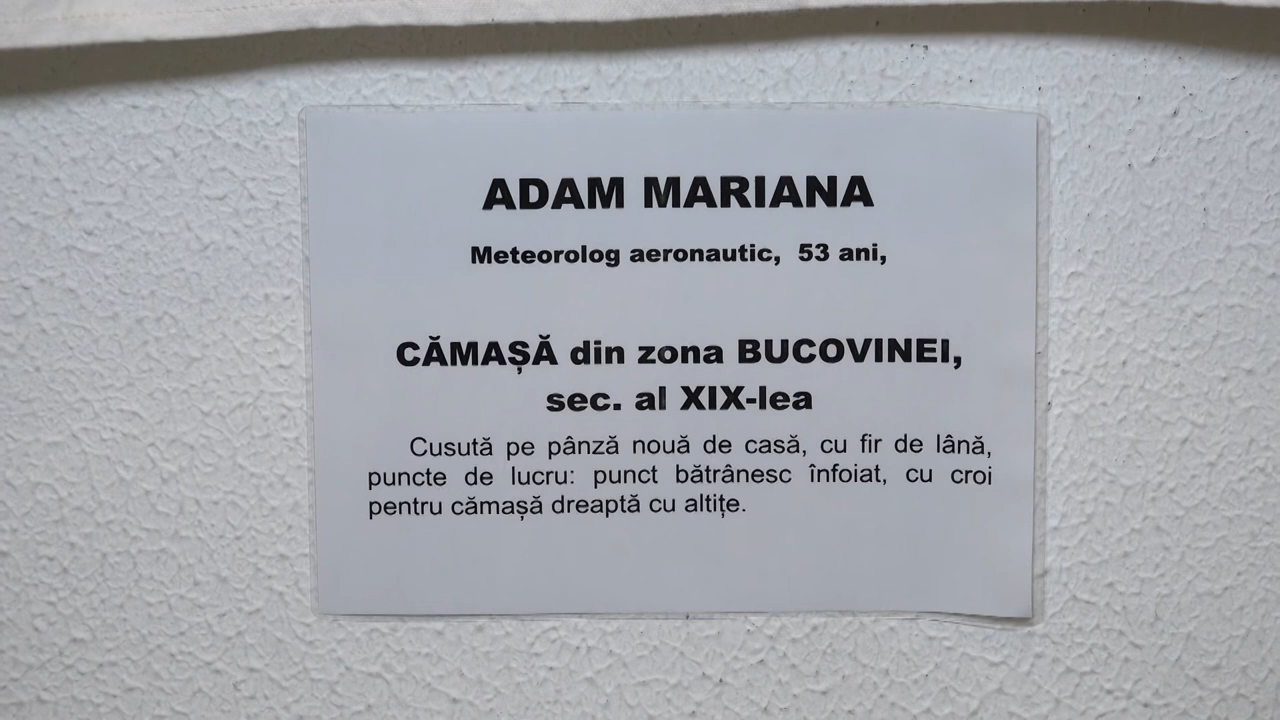 ADAM MARIANA
Meteorolog aeronautic, 53 ani,
CĂMAȘĂ din zona BUCOVINEI,
sec. al XIX-lea
Cusută pe pânză nouă de casă, cu fir de lână,
puncte de lucru: punct bătrânesc înfoiat, cu croi
pentru cămașă dreaptă cu altițe.